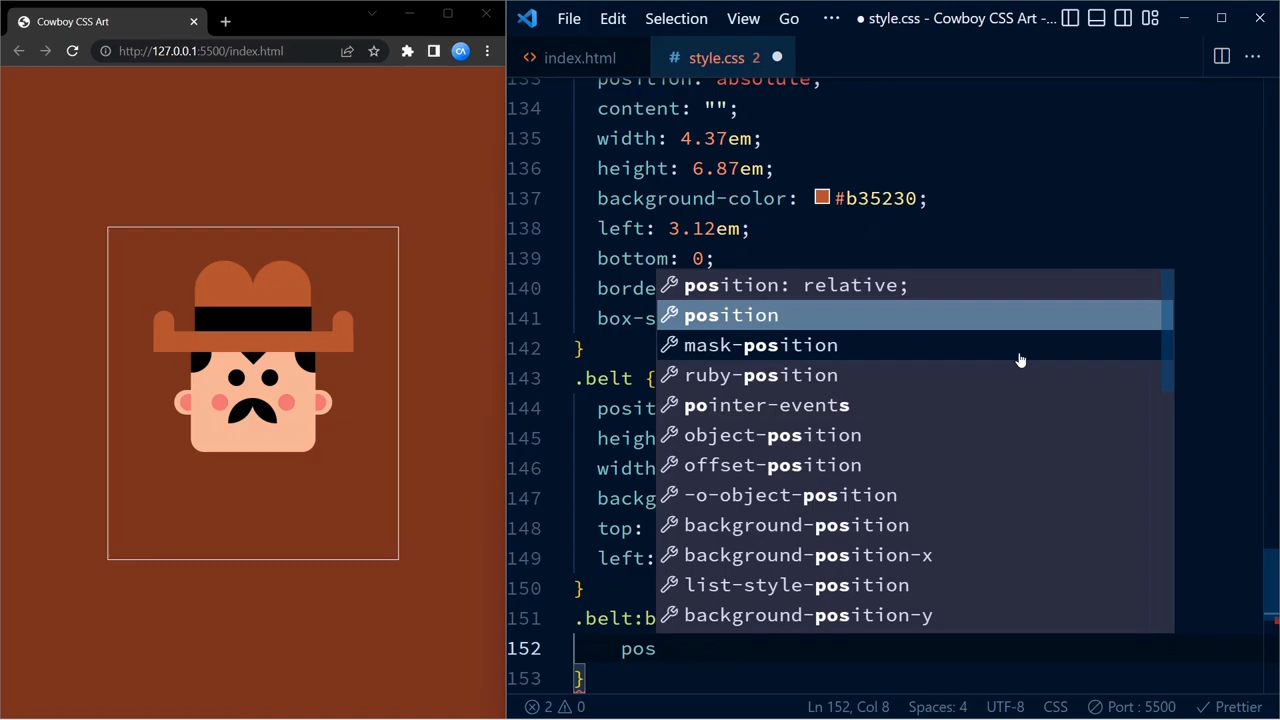 Cowboy CSS Art
http://127.0.0.1:5500/index.html
File Edit Selection View Go ··· ● style.css - Cowboy CSS Art -...
index.html
# style.css 2
133 position: absolute;
134 content: "";
135 width: 4.37em;
136 height: 6.87em;
137 background-color: #b35230;
138 left: 3.12em;
139 bottom: 0;
140 borde
141 box-s
142 }
143 .belt {
144 posit
145 heigh
146 width
147 backg
148 top:
149 left:
150 }
151 .belt:b
152 pos
153 }
position: relative;
position
mask-position
ruby-position
pointer-events
object-position
offset-position
-o-object-position
background-position
background-position-x
list-style-position
background-position-y
2 0 Ln 152, Col 8 Spaces: 4 UTF-8 CSS Port : 5500 Prettier